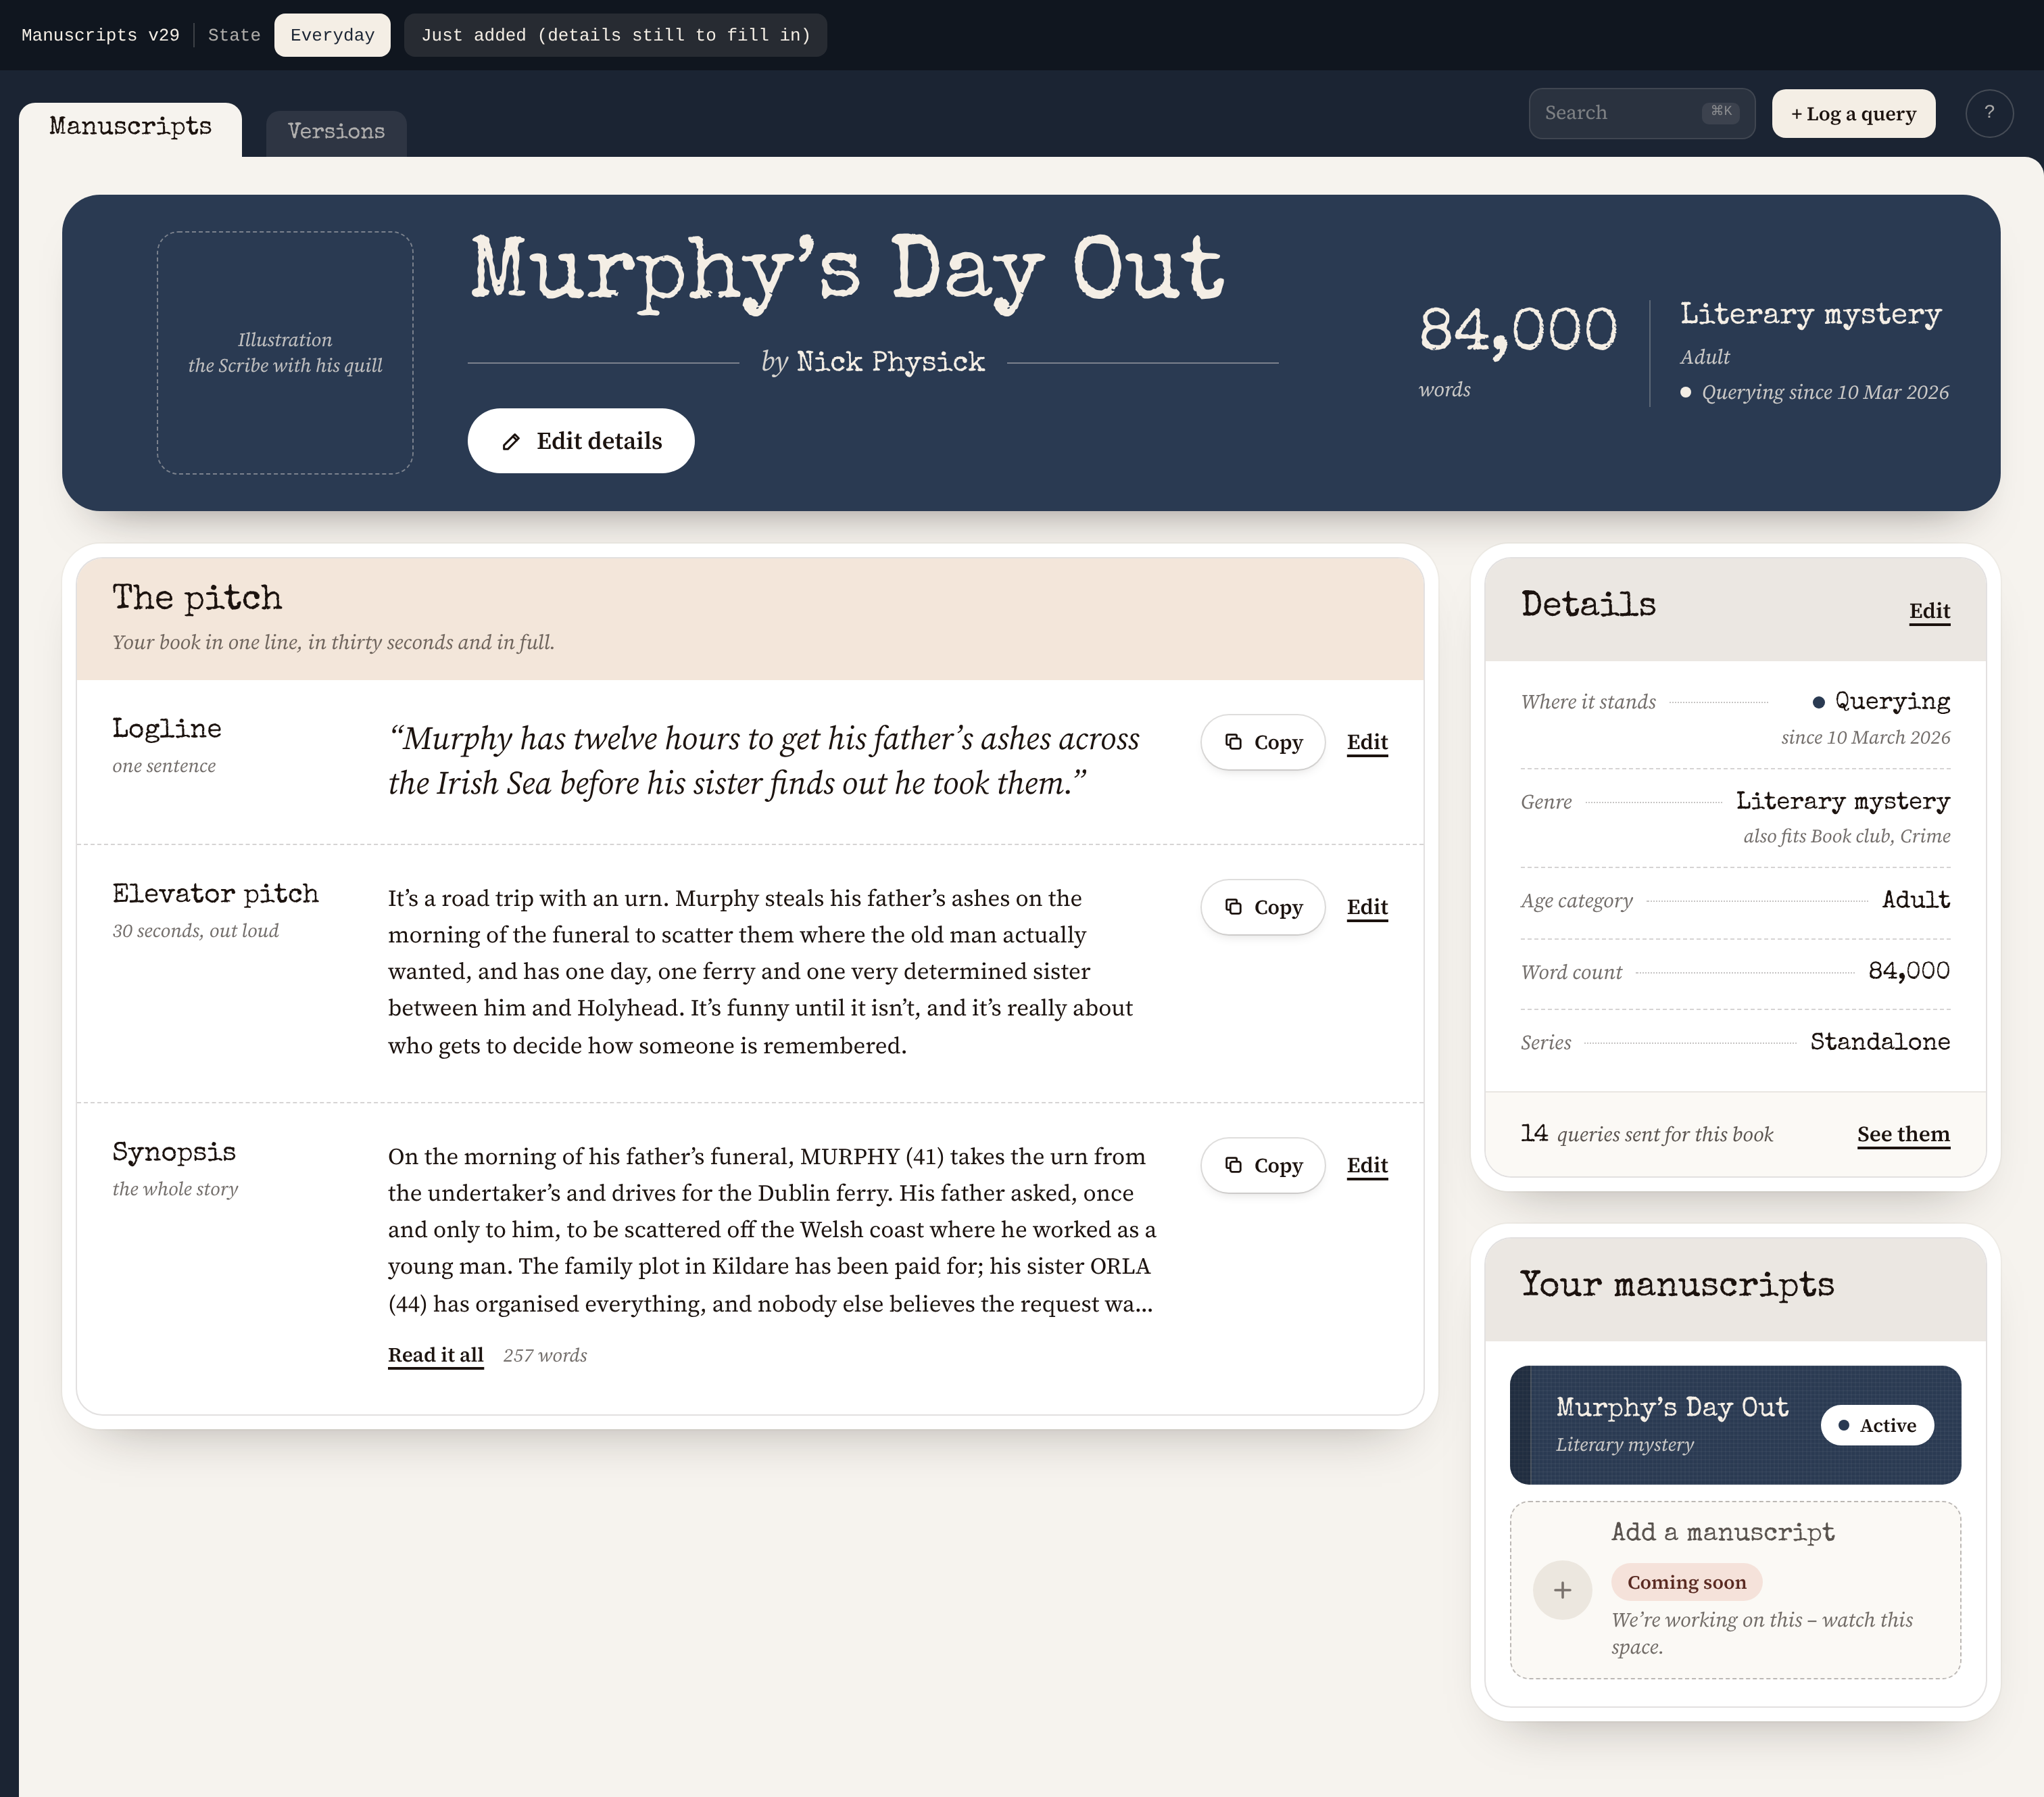 Manuscripts v29
State
Everyday
Just added (details still to fill in)
Manuscripts
Versions
Search
⌘K
+ Log a query
?
Illustration
the Scribe with his quill
Murphy’s Day Out
by Nick Physick
Edit details
84,000
words
Literary mystery
Adult
Querying since 10 Mar 2026
The pitch
Your book in one line, in thirty seconds and in full.
Logline
one sentence
“Murphy has twelve hours to get his father’s ashes across
the Irish Sea before his sister finds out he took them.”
Copy
Edit
Elevator pitch
30 seconds, out loud
It’s a road trip with an urn. Murphy steals his father’s ashes on the
morning of the funeral to scatter them where the old man actually
wanted, and has one day, one ferry and one very determined sister
between him and Holyhead. It’s funny until it isn’t, and it’s really about
who gets to decide how someone is remembered.
Copy
Edit
Synopsis
the whole story
On the morning of his father’s funeral, MURPHY (41) takes the urn from
the undertaker’s and drives for the Dublin ferry. His father asked, once
and only to him, to be scattered off the Welsh coast where he worked as a
young man. The family plot in Kildare has been paid for; his sister ORLA
(44) has organised everything, and nobody else believes the request wa…
Read it all
257 words
Copy
Edit
Details
Edit
Where it stands
Querying
since 10 March 2026
Genre
Literary mystery
also fits Book club, Crime
Age category
Adult
Word count
84,000
Series
Standalone
14 queries sent for this book
See them
Your manuscripts
Murphy’s Day Out
Literary mystery
Active
+
Add a manuscript
Coming soon
We’re working on this – watch this
space.